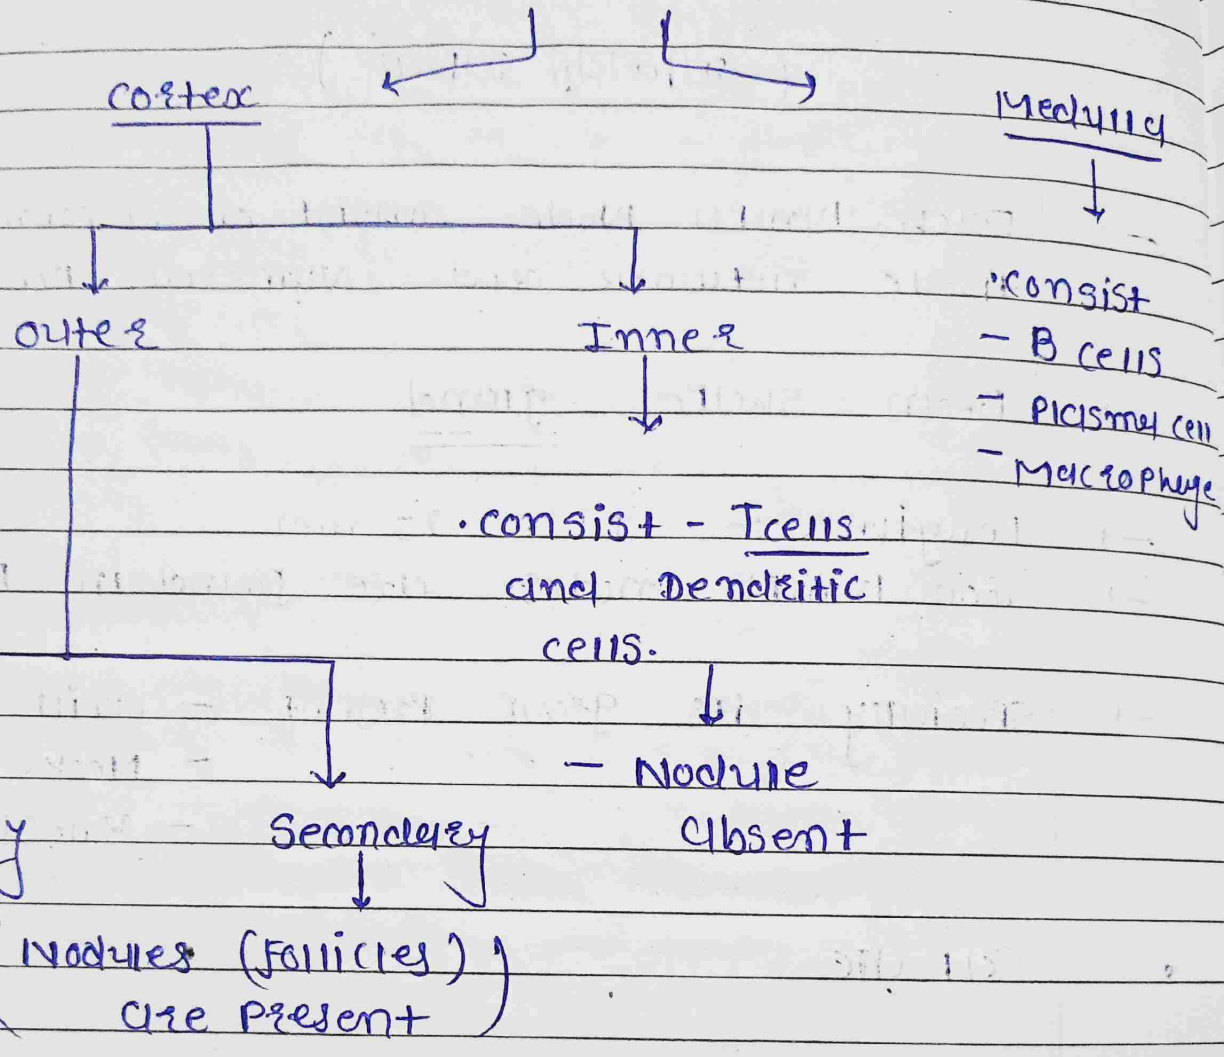 Cortex
Medulla
Outer
Inner
• consist
- B cells
- Plasma cell
- Macrophage
• consist - T cells
and Dendritic
cells.
- Nodule
absent
y
Secondary
Nodules (Follicles)
are present)